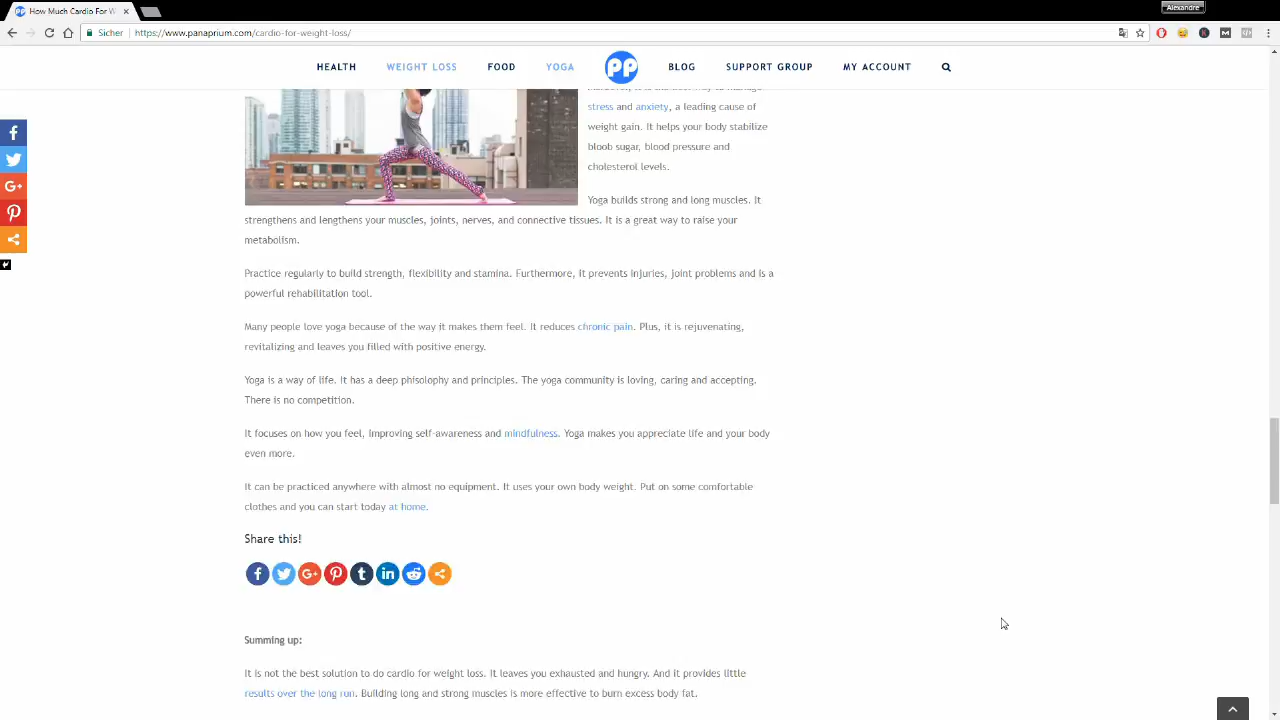 How Much Cardio For W
Alexandre
Sicher
https://www.panaprium.com/cardio-for-weight-loss/
HEALTH WEIGHT LOSS FOOD YOGA PP BLOG SUPPORT GROUP MY ACCOUNT
stress and anxiety, a leading cause of
weight gain. It helps your body stabilize
bloob sugar, blood pressure and
cholesterol levels.
Yoga builds strong and long muscles. It
strengthens and lengthens your muscles, joints, nerves, and connective tissues. It is a great way to raise your
metabolism.
Practice regularly to build strength, flexibility and stamina. Furthermore, it prevents injuries, joint problems and is a
powerful rehabilitation tool.
Many people love yoga because of the way it makes them feel. It reduces chronic pain. Plus, it is rejuvenating,
revitalizing and leaves you filled with positive energy.
Yoga is a way of life. It has a deep phisolophy and principles. The yoga community is loving, caring and accepting.
There is no competition.
It focuses on how you feel, improving self-awareness and mindfulness. Yoga makes you appreciate life and your body
even more.
It can be practiced anywhere with almost no equipment. It uses your own body weight. Put on some comfortable
clothes and you can start today at home.
Share this!
Summing up:
It is not the best solution to do cardio for weight loss. It leaves you exhausted and hungry. And it provides little
results over the long run. Building long and strong muscles is more effective to burn excess body fat.